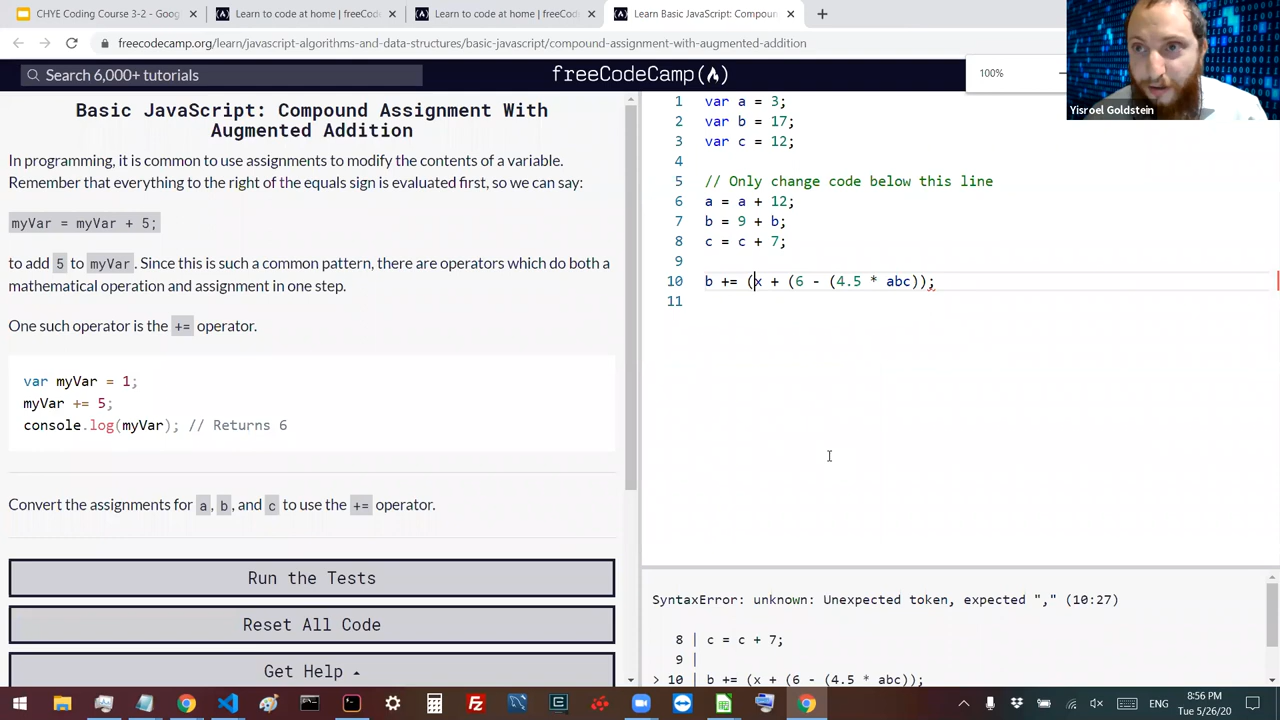 CHYE Coding Course 3-2 - Goog
Learn to code at home | freeCodeC
Learn to code at home | freeCodeC
Learn Basic JavaScript: Compoun
freecodecamp.org/learn/javascript-algorithms-and-data-structures/basic-javascript/compound-assignment-with-augmented-addition
100%
Yisroel Goldstein
Search 6,000+ tutorials
freeCodeCamp
Basic JavaScript: Compound Assignment With
Augmented Addition
In programming, it is common to use assignments to modify the contents of a variable.
Remember that everything to the right of the equals sign is evaluated first, so we can say:
myVar = myVar + 5;
to add 5 to myVar. Since this is such a common pattern, there are operators which do both a
mathematical operation and assignment in one step.
One such operator is the += operator.
var myVar = 1;
myVar += 5;
console.log(myVar); // Returns 6
Convert the assignments for a, b, and c to use the += operator.
Run the Tests
Reset All Code
Get Help
1 var a = 3;
2 var b = 17;
3 var c = 12;
4
5 // Only change code below this line
6 a = a + 12;
7 b = 9 + b;
8 c = c + 7;
9
10 b += (x + (6 - (4.5 * abc));
11
SyntaxError: unknown: Unexpected token, expected "," (10:27)
8 | c = c + 7;
9 |
> 10 | b += (x + (6 - (4.5 * abc));
ENG
8:56 PM
Tue 5/26/20